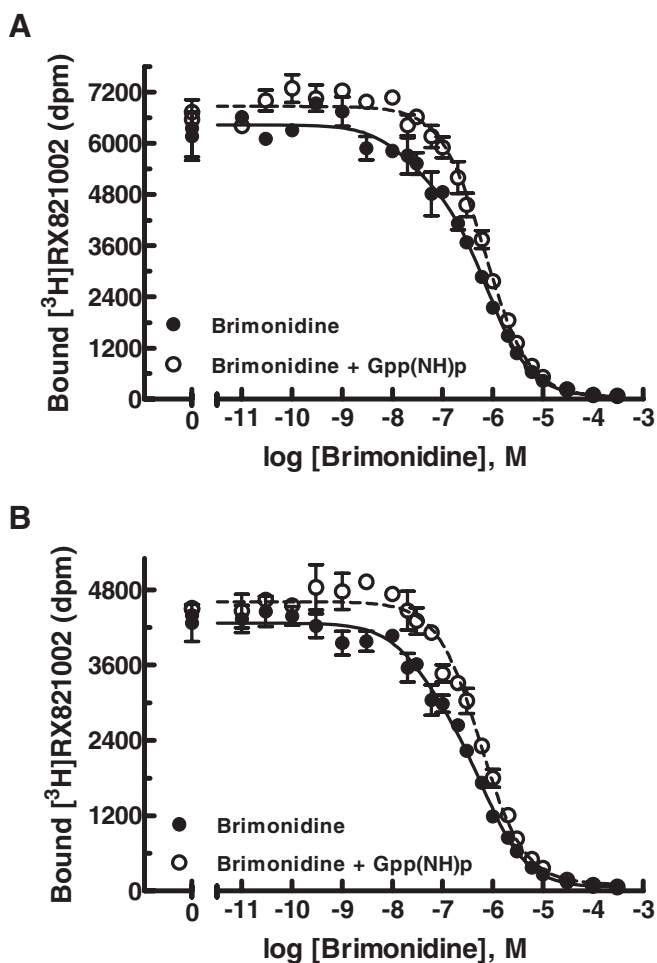 A
Bound [³H]RX821002 (dpm)
7200
6000
4800
3600
2400
1200
0
Brimonidine
Brimonidine + Gpp(NH)p
0 -11 -10 -9 -8 -7 -6 -5 -4 -3
log [Brimonidine], M
B
Bound [³H]RX821002 (dpm)
4800
3600
2400
1200
0
Brimonidine
Brimonidine + Gpp(NH)p
0 -11 -10 -9 -8 -7 -6 -5 -4 -3
log [Brimonidine], M